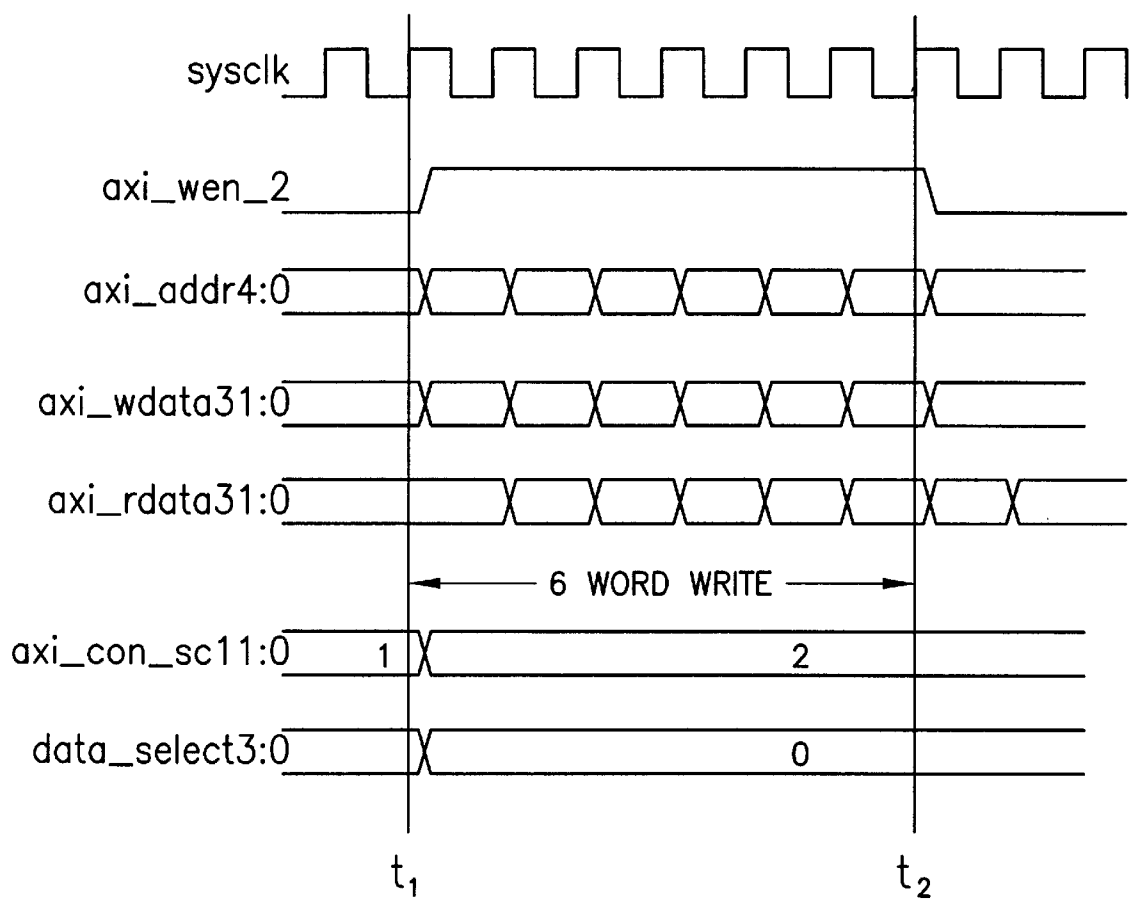 sysclk
axi_wen_2
axi_addr4:0
axi_wdata31:0
axi_rdata31:0
6 WORD WRITE
axi_con_sc11:0 1 2
data_select3:0 0
t₁ t₂